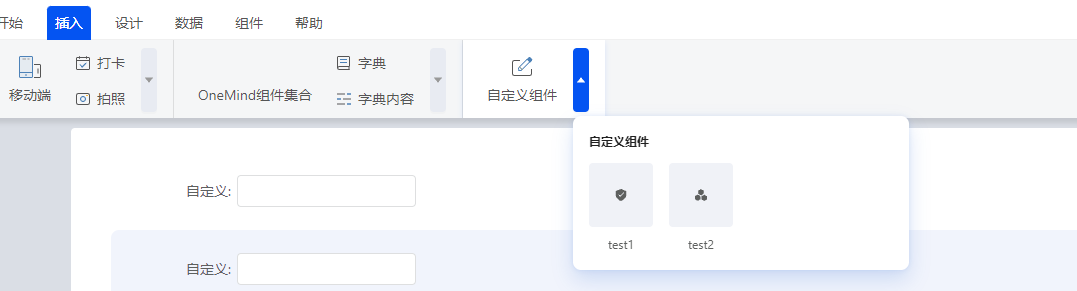 开始 插入 设计 数据 组件 帮助
打卡 字典
移动端 拍照 OneMind组件集合 字典内容 自定义组件
自定义组件
自定义:
test1 test2
自定义: